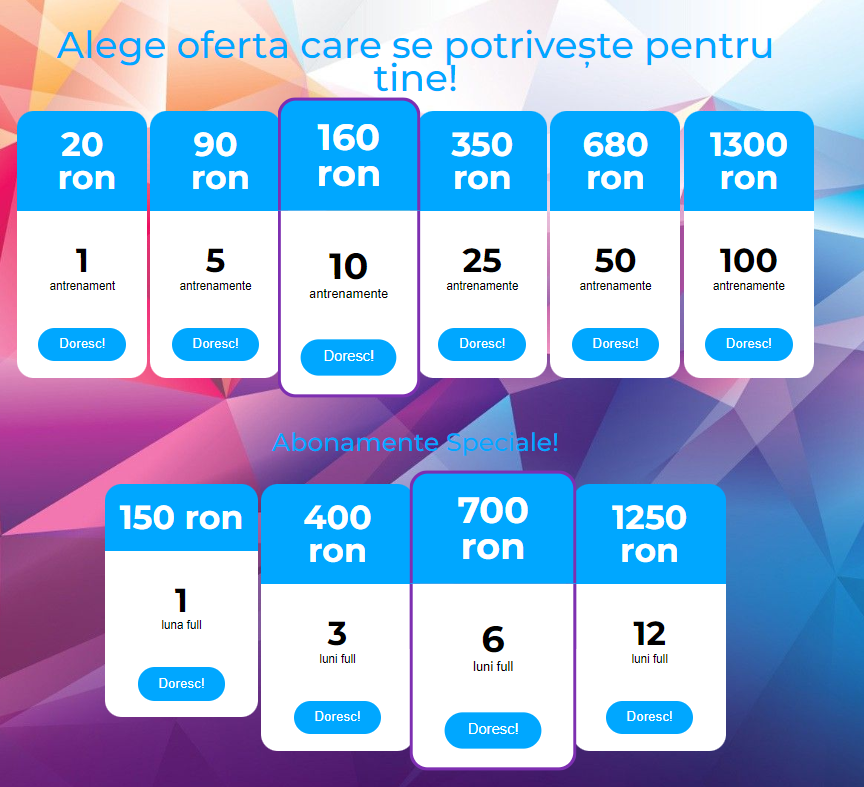 Alege oferta care se potrivește pentru
tine!
20
ron
90
ron
160
ron
350
ron
680
ron
1300
ron
1
antrenament
5
antrenamente
10
antrenamente
25
antrenamente
50
antrenamente
100
antrenamente
Doresc!
Doresc!
Doresc!
Doresc!
Doresc!
Doresc!
Abonamente Speciale!
150 ron
400
ron
700
ron
1250
ron
1
luna full
3
luni full
6
luni full
12
luni full
Doresc!
Doresc!
Doresc!
Doresc!